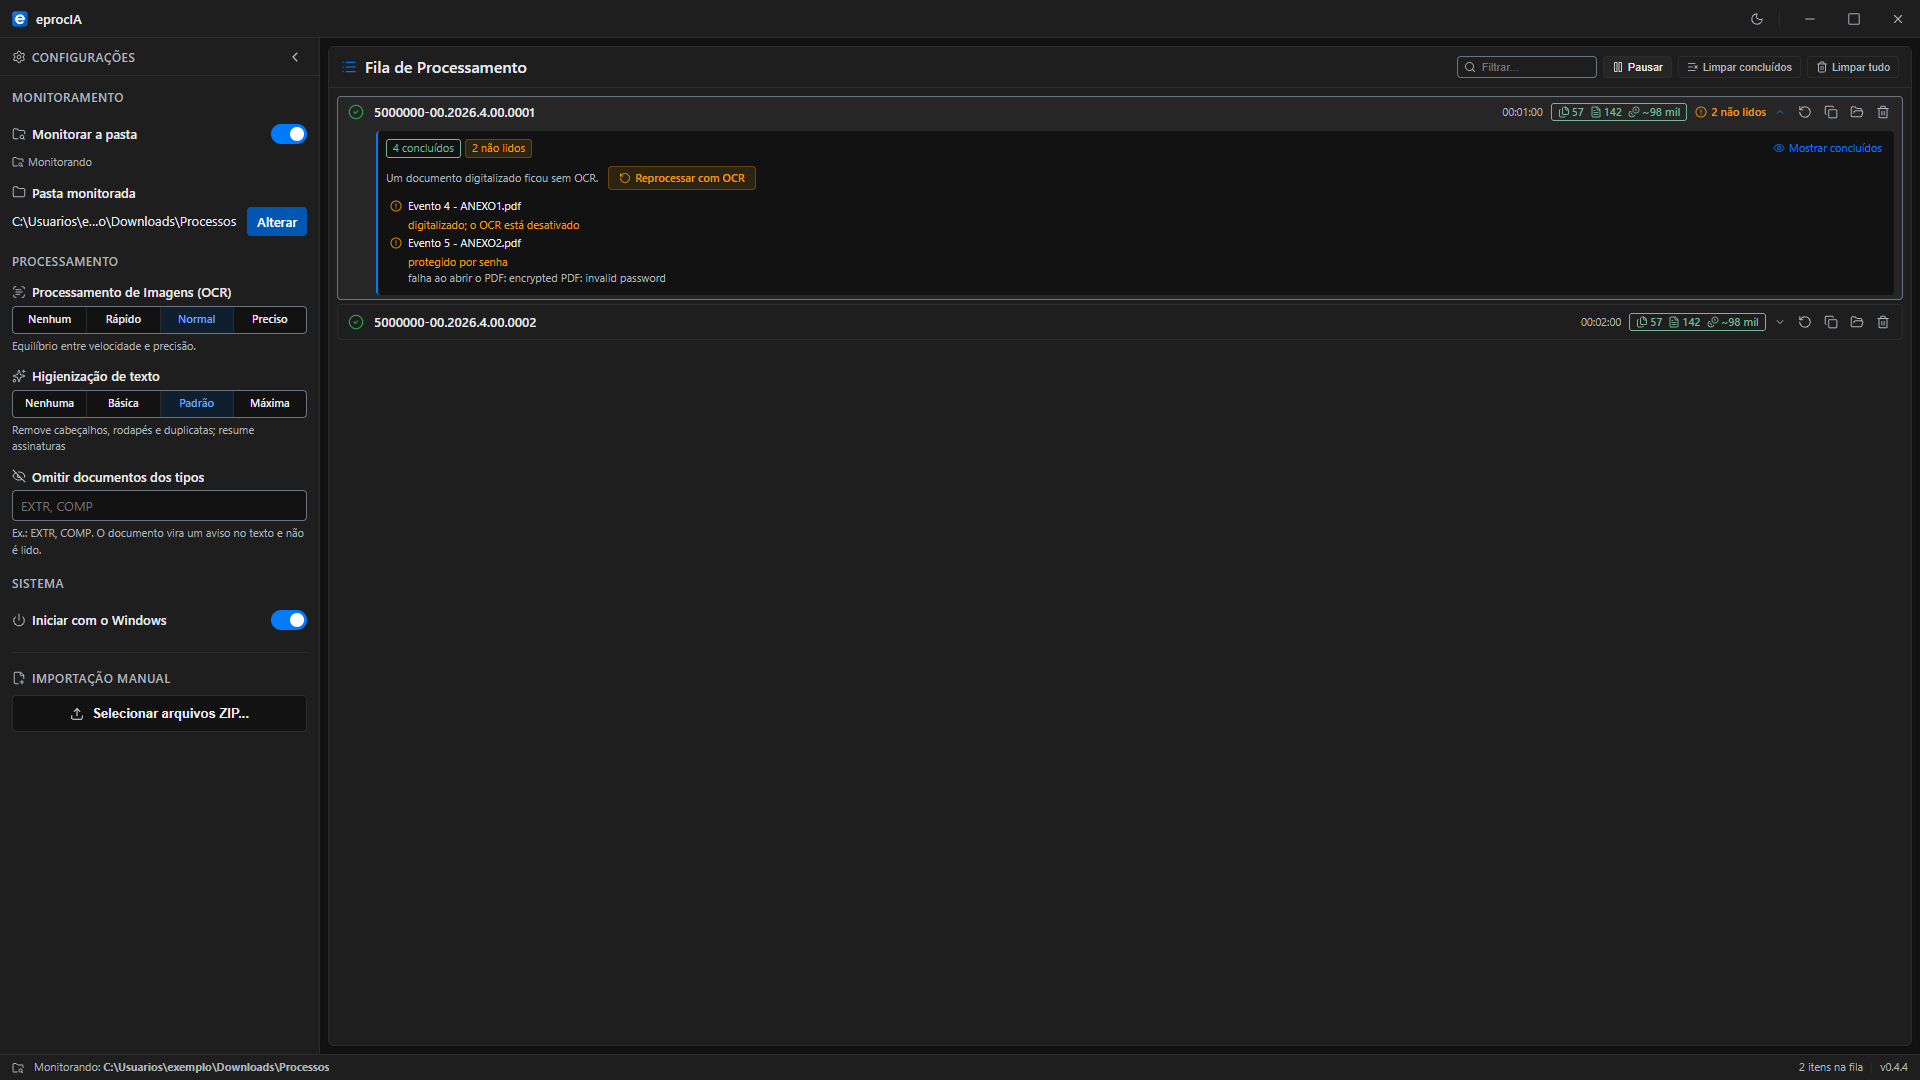 eprocIA
CONFIGURAÇÕES
MONITORAMENTO
Monitorar a pasta
Monitorando
Pasta monitorada
C:\Usuarios\e...o\Downloads\Processos
Alterar
PROCESSAMENTO
Processamento de Imagens (OCR)
Nenhum Rápido Normal Preciso
Equilíbrio entre velocidade e precisão.
Higienização de texto
Nenhuma Básica Padrão Máxima
Remove cabeçalhos, rodapés e duplicatas; resume
assinaturas
Omitir documentos dos tipos
EXTR, COMP
Ex.: EXTR, COMP. O documento vira um aviso no texto e não
é lido.
SISTEMA
Iniciar com o Windows
IMPORTAÇÃO MANUAL
Selecionar arquivos ZIP...
Fila de Processamento
Filtrar... Pausar Limpar concluídos Limpar tudo
5000000-00.2026.4.00.0001 00:01:00 57 142 ~98 mil 2 não lidos
4 concluídos 2 não lidos Mostrar concluídos
Um documento digitalizado ficou sem OCR. Reprocessar com OCR
Evento 4 - ANEXO1.pdf
digitalizado; o OCR está desativado
Evento 5 - ANEXO2.pdf
protegido por senha
falha ao abrir o PDF: encrypted PDF: invalid password
5000000-00.2026.4.00.0002 00:02:00 57 142 ~98 mil
Monitorando: C:\Usuarios\exemplo\Downloads\Processos
2 itens na fila v0.4.4